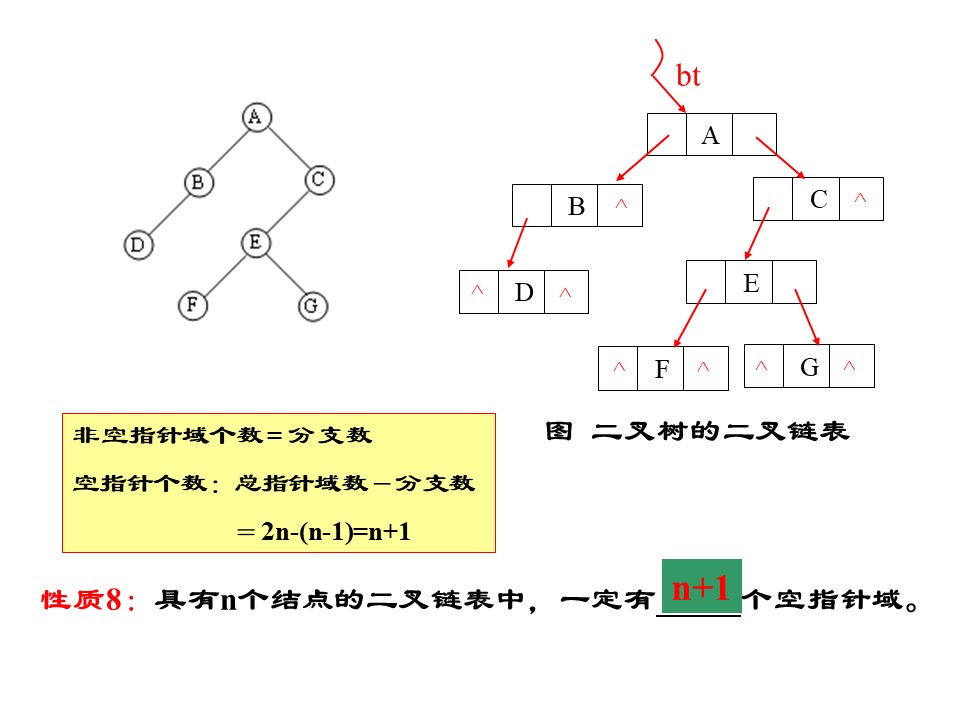 bt
A
A
B
C
B ^
C ^
D
E
^ D ^
E
F
G
^ F ^
^ G ^
图 二叉树的二叉链表
非空指针域个数=分支数
空指针个数：总指针域数－分支数
＝2n-(n-1)=n+1
性质8：具有n个结点的二叉链表中，一定有n+1个空指针域。